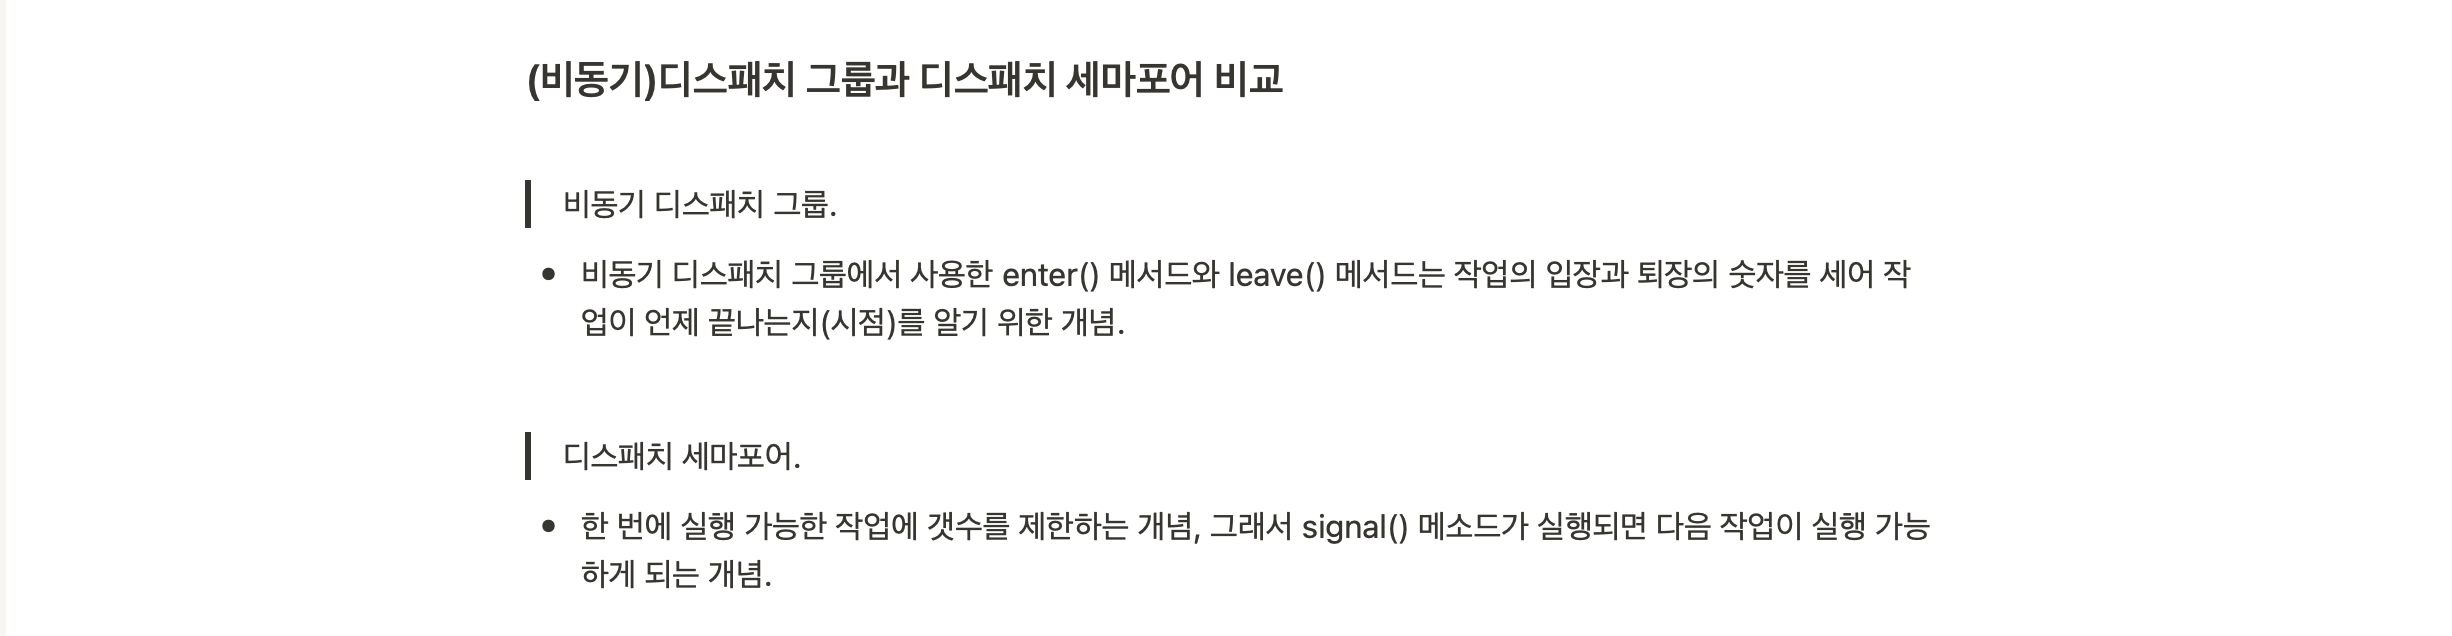 (비동기)디스패치 그룹과 디스패치 세마포어 비교
비동기 디스패치 그룹.
• 비동기 디스패치 그룹에서 사용한 enter() 메서드와 leave() 메서드는 작업의 입장과 퇴장의 숫자를 세어 작
업이 언제 끝나는지(시점)를 알기 위한 개념.
디스패치 세마포어.
• 한 번에 실행 가능한 작업에 갯수를 제한하는 개념, 그래서 signal() 메소드가 실행되면 다음 작업이 실행 가능
하게 되는 개념.